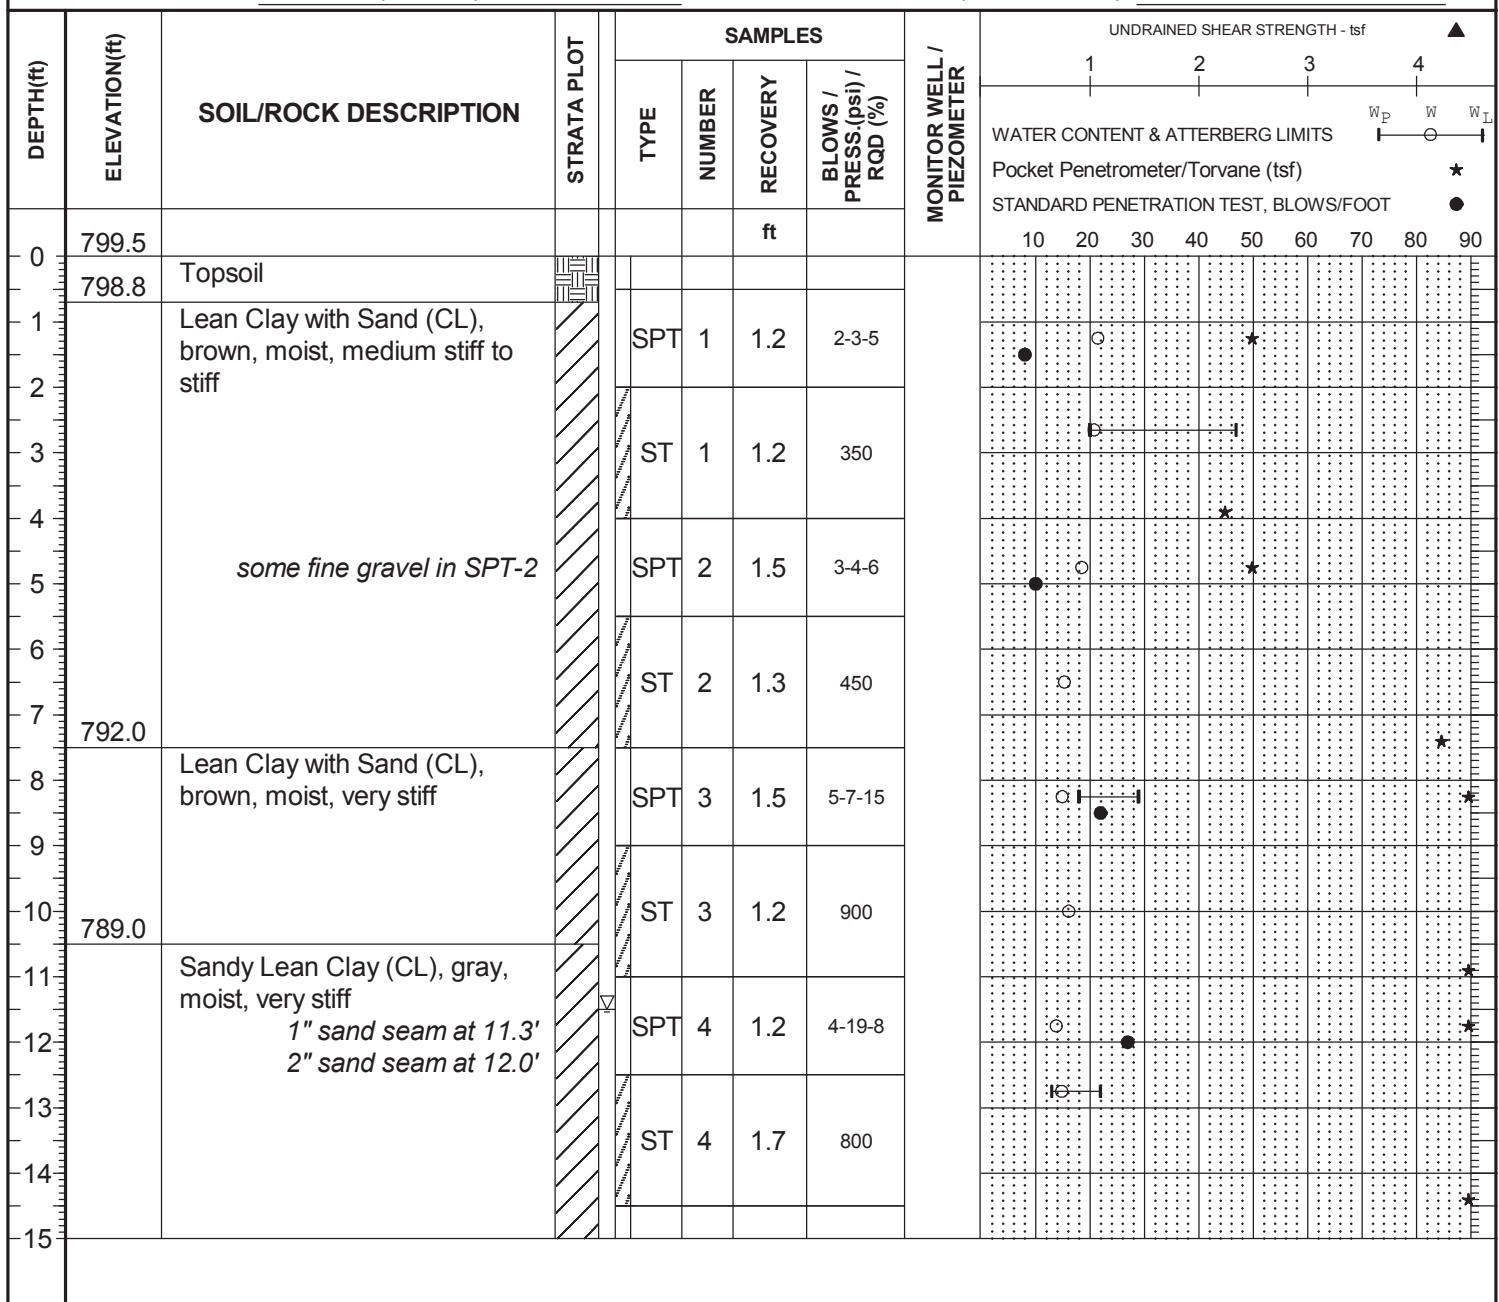 UNDRAINED SHEAR STRENGTH - tsf
1 2 3 4
DEPTH(ft)
ELEVATION(ft)
SOIL/ROCK DESCRIPTION
STRATA PLOT
SAMPLES
TYPE
NUMBER
RECOVERY
BLOWS /
PRESS.(psi) /
RQD (%)
MONITOR WELL /
PIEZOMETER
WP W WL
WATER CONTENT & ATTERBERG LIMITS
Pocket Penetrometer/Torvane (tsf)
STANDARD PENETRATION TEST, BLOWS/FOOT
ft
10 20 30 40 50 60 70 80 90
799.5
0
798.8
Topsoil
Lean Clay with Sand (CL),
brown, moist, medium stiff to
stiff
1
SPT 1 1.2 2-3-5
2
3
ST 1 1.2 350
4
some fine gravel in SPT-2
SPT 2 1.5 3-4-6
5
6
ST 2 1.3 450
7
792.0
Lean Clay with Sand (CL),
brown, moist, very stiff
8
SPT 3 1.5 5-7-15
9
10
ST 3 1.2 900
789.0
Sandy Lean Clay (CL), gray,
moist, very stiff
11
1" sand seam at 11.3'
2" sand seam at 12.0'
SPT 4 1.2 4-19-8
12
13
ST 4 1.7 800
14
15